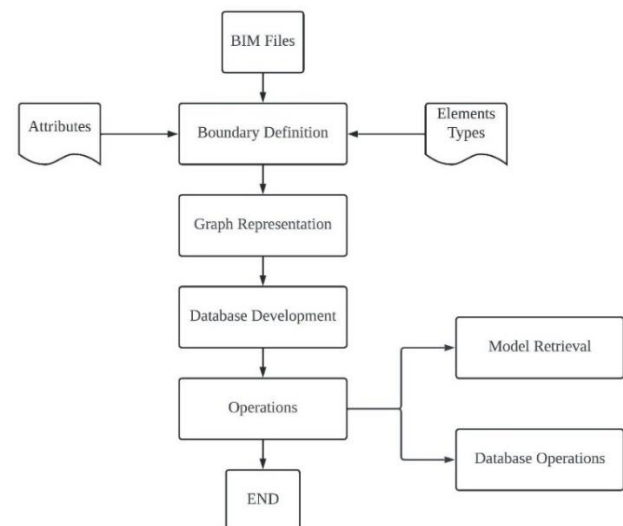 BIM Files
Attributes
Boundary Definition
Elements
Types
Graph Representation
Database Development
Model Retrieval
Operations
Database Operations
END